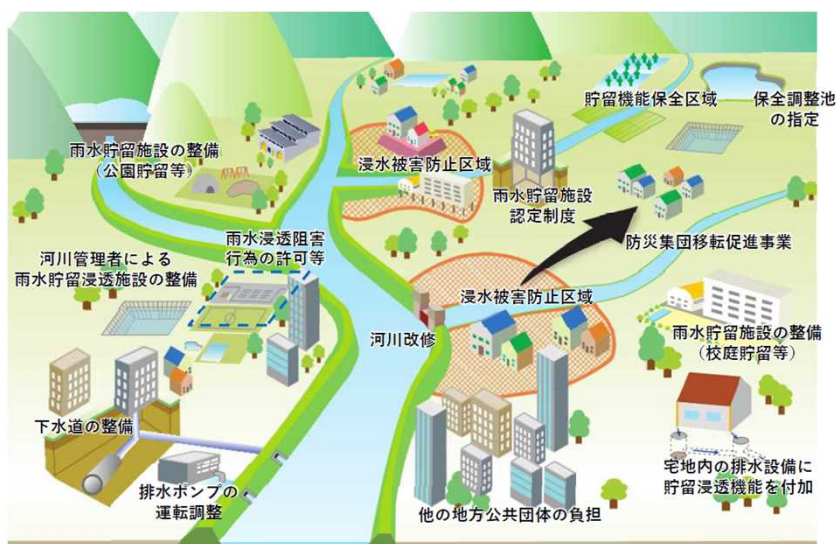 貯留機能保全区域
保全調整池
の指定
雨水貯留施設の整備
（公園貯留等）
浸水被害防止区域
雨水貯留施設
認定制度
防災集団移転促進事業
雨水浸透阻害
行為の許可等
河川管理者による
雨水貯留浸透施設の整備
浸水被害防止区域
河川改修
雨水貯留施設の整備
（校庭貯留等）
下水道の整備
宅地内の排水設備に
貯留浸透機能を付加
排水ポンプの
運転調整
他の地方公共団体の負担